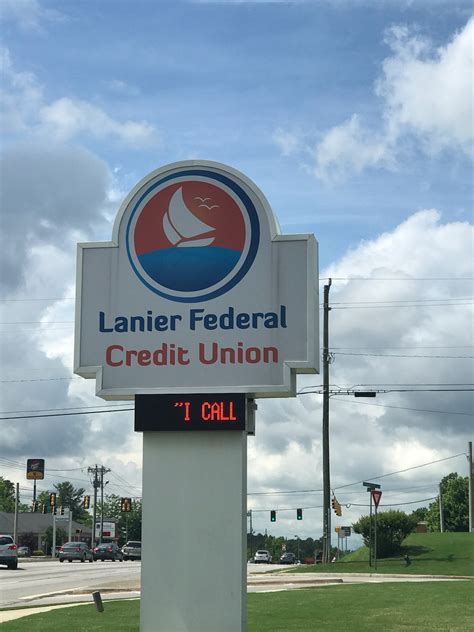 Lanier Federal
Credit Union
"I CALL